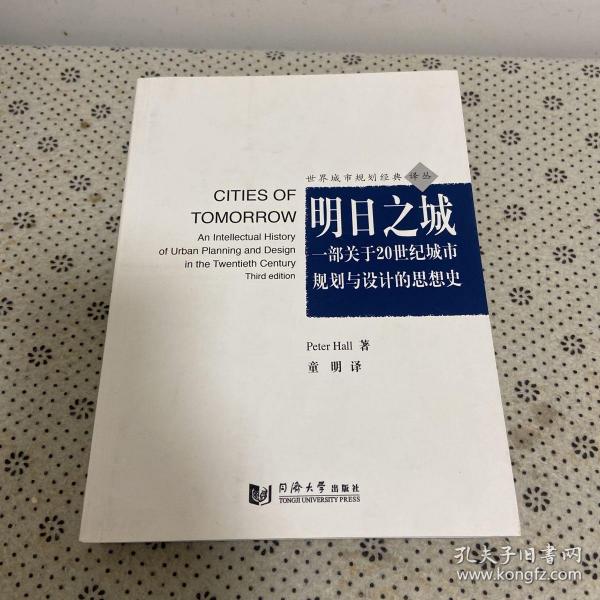 世界城市规划经典译丛
CITIES OF
TOMORROW
An Intellectual History
of Urban Planning and Design
in the Twentieth Century
Third edition
明日之城
一部关于20世纪城市
规划与设计的思想史
Peter Hall 著
童 明 译
同济大学出版社
TONGJI UNIVERSITY PRESS
孔夫子旧书网
www.kongfz.com